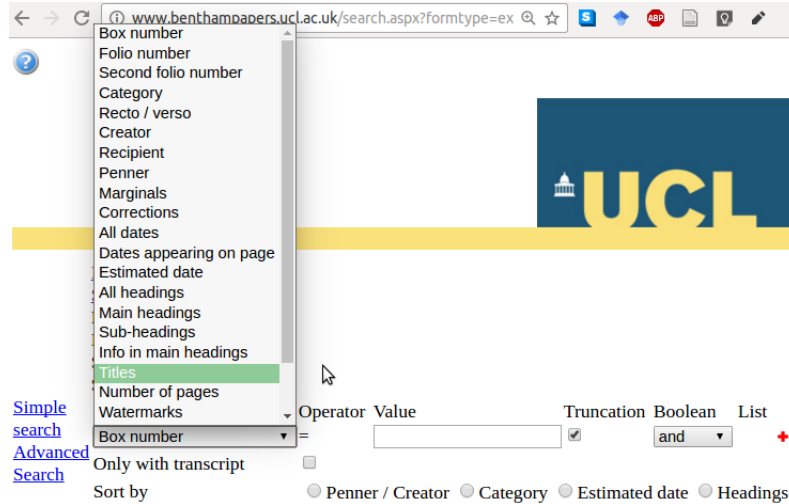 www.benthampapers.ucl.ac.uk/search.aspx?formtype=ex
ABP
Box number
Folio number
Second folio number
Category
Recto / verso
Creator
Recipient
Penner
Marginals
Corrections
All dates
Dates appearing on page
Estimated date
All headings
Main headings
Sub-headings
Info in main headings
Titles
Number of pages
Watermarks
UCL
Simple
search
Advanced
Search
Operator Value Truncation Boolean List
Box number = and
Only with transcript
Sort by Penner / Creator Category Estimated date Headings